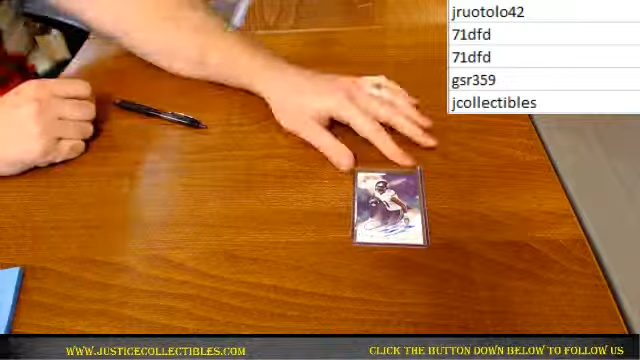 jruotolo42
71dfd
71dfd
gsr359
jcollectibles
WWW.JUSTICECOLLECTIBLES.COM
CLICK THE BUTTON DOWN BELOW TO FOLLOW US